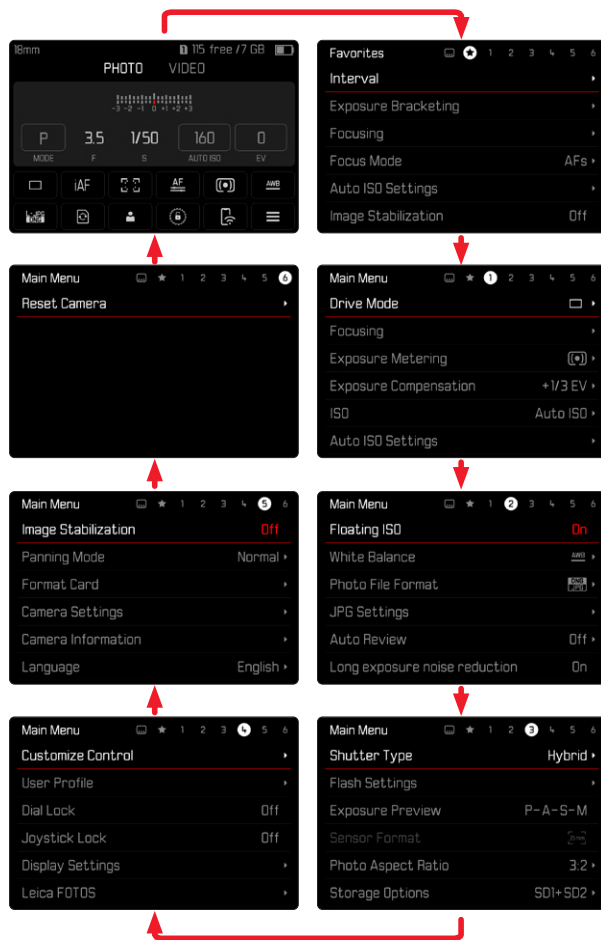 18mm 115 free /7 GB
PHOTO VIDEO
-3 -2 -1 0 +1 +2 +3
P 3.5 1/50 160 0
MODE F S AUTO ISO EV
iAF AF AWB
L-JPG
DNG
Favorites 1 2 3 4 5 6
Interval
Exposure Bracketing
Focusing
Focus Mode AFs
Auto ISO Settings
Image Stabilization Off
Main Menu 1 2 3 4 5 6
Drive Mode
Focusing
Exposure Metering
Exposure Compensation +1/3 EV
ISO Auto ISO
Auto ISO Settings
Main Menu 1 2 3 4 5 6
Floating ISO On
White Balance AWB
Photo File Format DNG JPG
JPG Settings
Auto Review Off
Long exposure noise reduction On
Main Menu 1 2 3 4 5 6
Shutter Type Hybrid
Flash Settings
Exposure Preview P-A-S-M
Sensor Format
Photo Aspect Ratio 3:2
Storage Options SD1+SD2
Main Menu 1 2 3 4 5 6
Customize Control
User Profile
Dial Lock Off
Joystick Lock Off
Display Settings
Leica FOTOS
Main Menu 1 2 3 4 5 6
Image Stabilization Off
Panning Mode Normal
Format Card
Camera Settings
Camera Information
Language English
Main Menu 1 2 3 4 5 6
Reset Camera